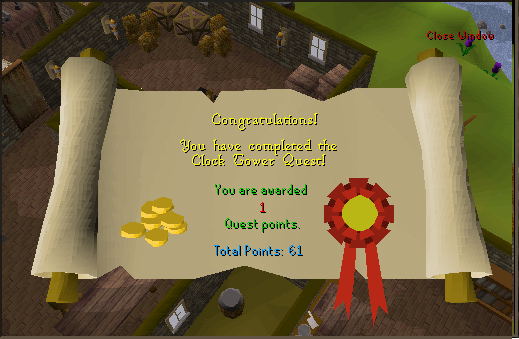 Close Window
Congratulations!
You have completed the
Clock Tower Quest!
You are awarded
1
Quest points.
Total Points: 61